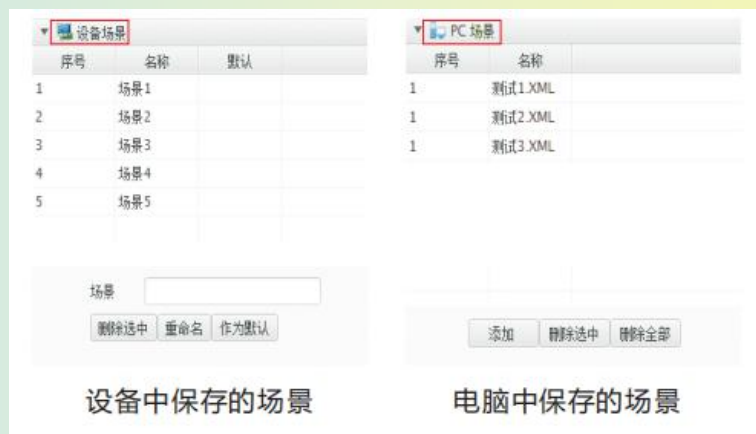 设备场景
序号 名称 默认
1 场景1
2 场景2
3 场景3
4 场景4
5 场景5
场景
删除选中 重命名 作为默认
设备中保存的场景
PC 场景
序号 名称
1 测试1.XML
1 测试2.XML
1 测试3.XML
添加 删除选中 删除全部
电脑中保存的场景